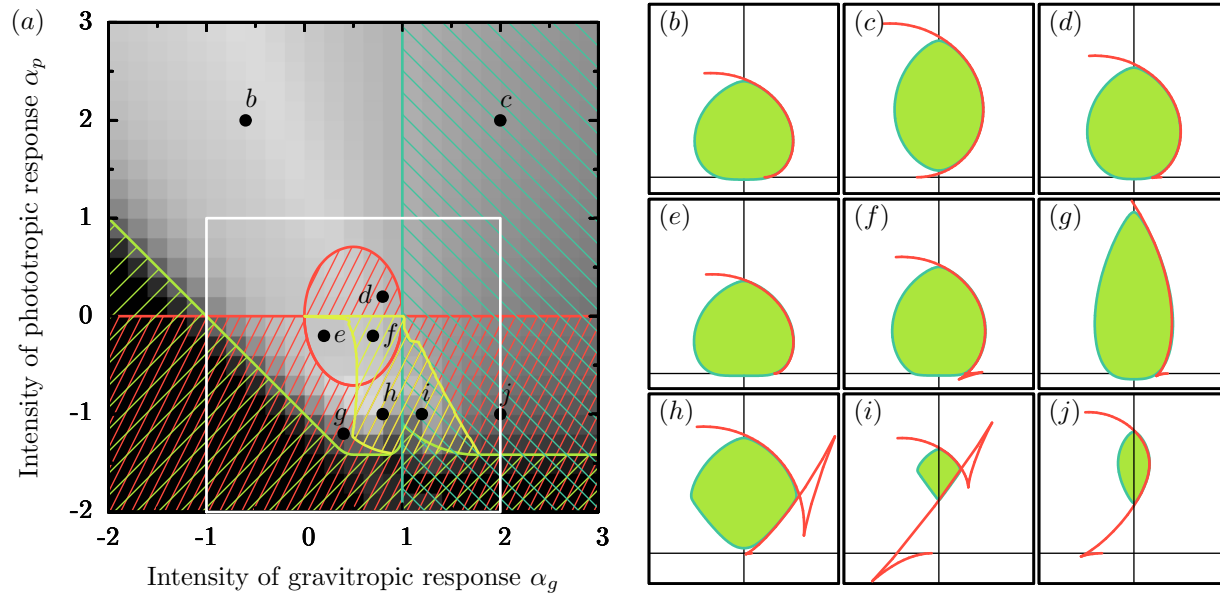 (a)
3
2
1
0
-1
-2
-2
-1
0
1
2
3
Intensity of phototropic response αp
Intensity of gravitropic response αg
b
c
d
e
f
g
h
i
j
(b)
(c)
(d)
(e)
(f)
(g)
(h)
(i)
(j)